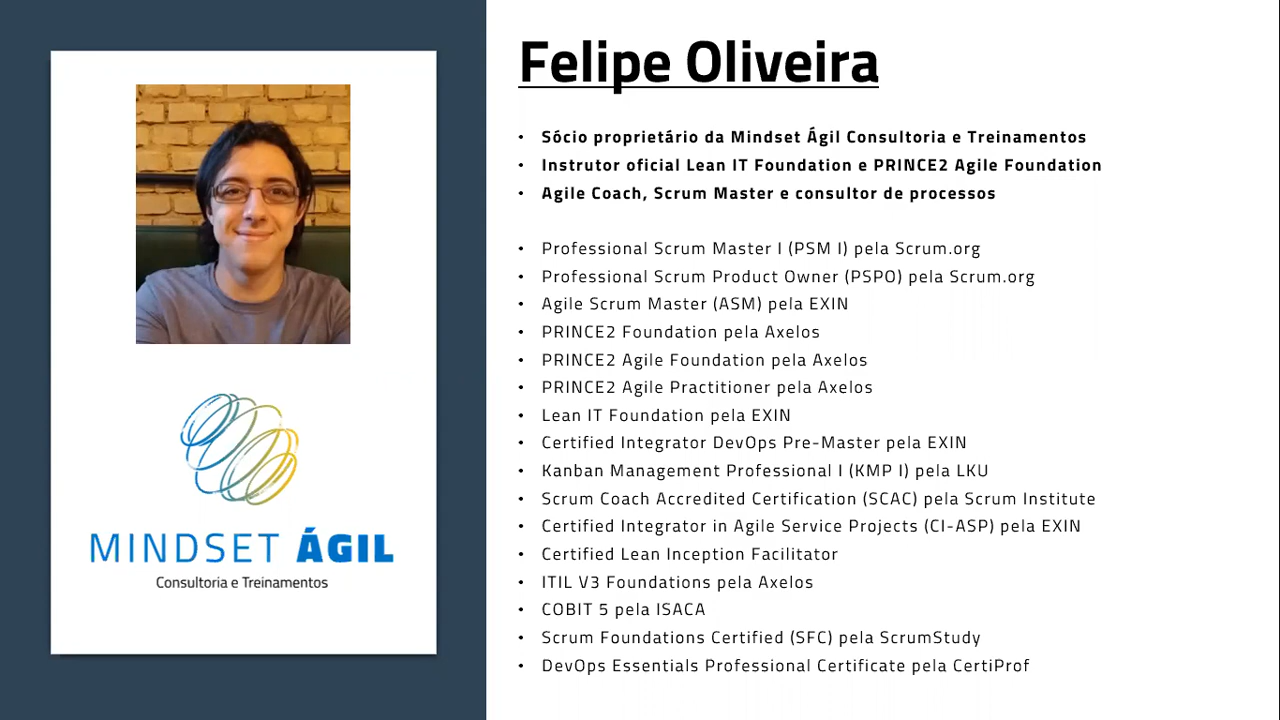 Felipe Oliveira
• Sócio proprietário da Mindset Ágil Consultoria e Treinamentos
• Instrutor oficial Lean IT Foundation e PRINCE2 Agile Foundation
• Agile Coach, Scrum Master e consultor de processos
• Professional Scrum Master I (PSM I) pela Scrum.org
• Professional Scrum Product Owner (PSPO) pela Scrum.org
• Agile Scrum Master (ASM) pela EXIN
• PRINCE2 Foundation pela Axelos
• PRINCE2 Agile Foundation pela Axelos
• PRINCE2 Agile Practitioner pela Axelos
• Lean IT Foundation pela EXIN
• Certified Integrator DevOps Pre-Master pela EXIN
• Kanban Management Professional I (KMP I) pela LKU
• Scrum Coach Accredited Certification (SCAC) pela Scrum Institute
• Certified Integrator in Agile Service Projects (CI-ASP) pela EXIN
• Certified Lean Inception Facilitator
• ITIL V3 Foundations pela Axelos
• COBIT 5 pela ISACA
• Scrum Foundations Certified (SFC) pela ScrumStudy
• DevOps Essentials Professional Certificate pela CertiProf
MINDSET ÁGIL
Consultoria e Treinamentos